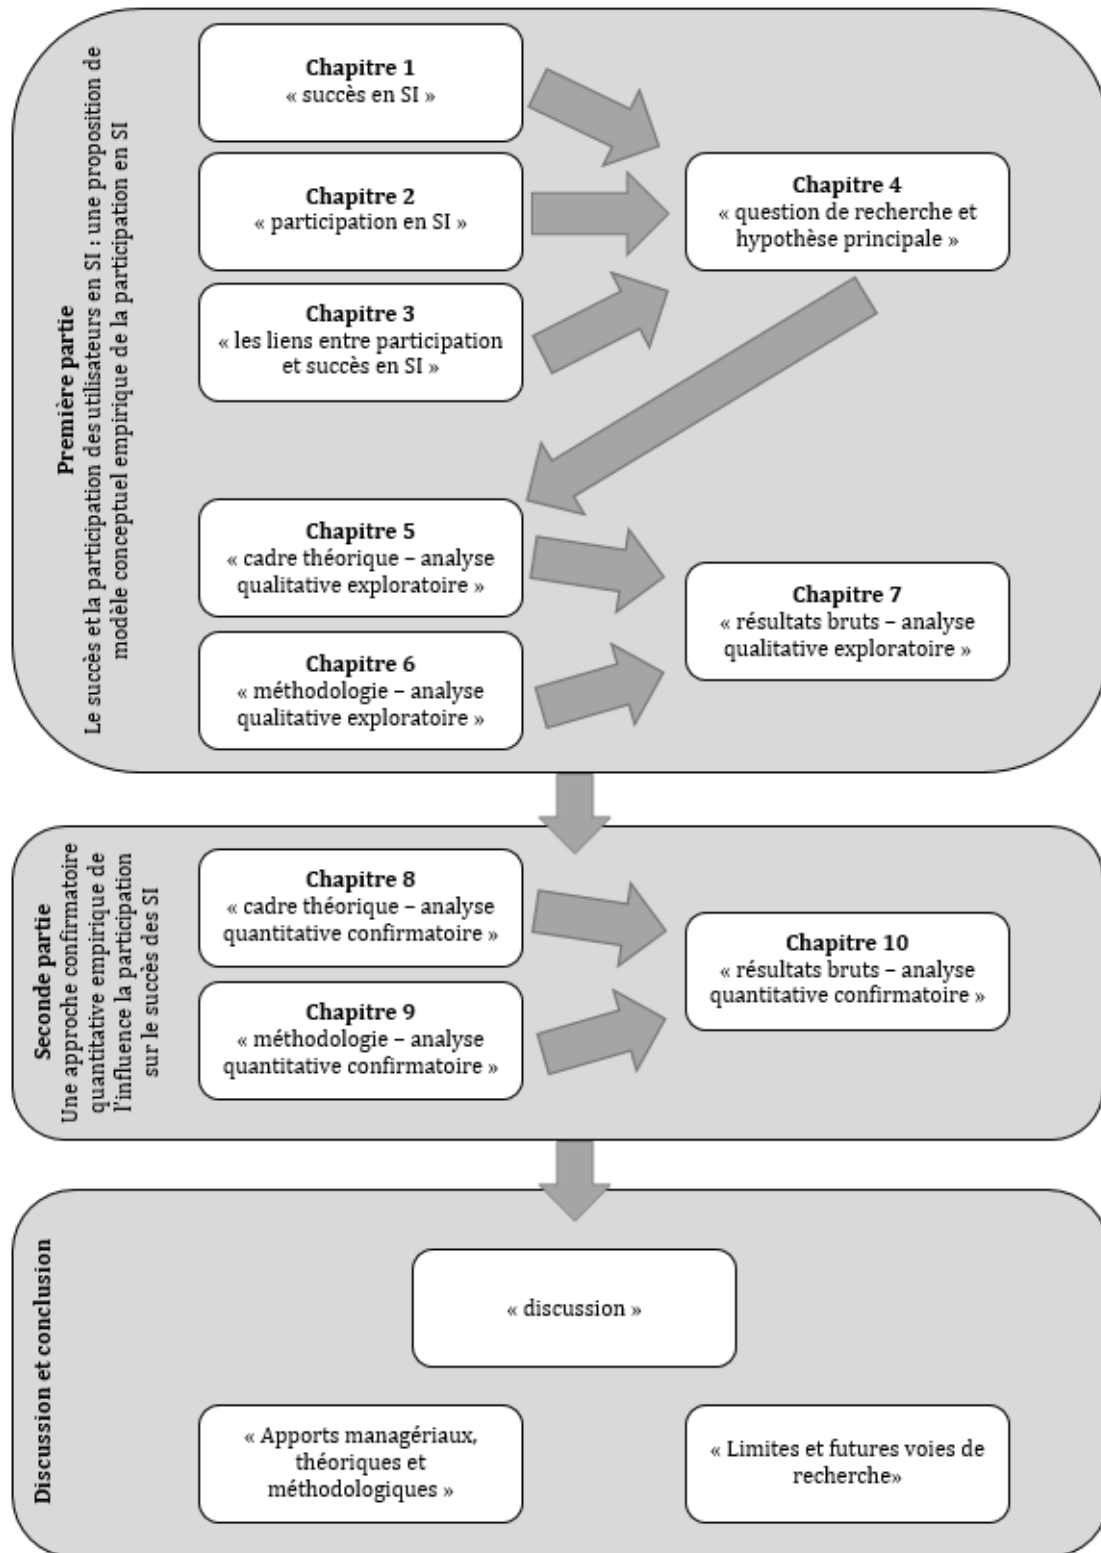 Première partie
Le succès et la participation des utilisateurs en SI : une proposition de
modèle conceptuel empirique de la participation en SI
Chapitre 1
« succès en SI »
Chapitre 2
« participation en SI »
Chapitre 3
« les liens entre participation
et succès en SI »
Chapitre 4
« question de recherche et
hypothèse principale »
Chapitre 5
« cadre théorique – analyse
qualitative exploratoire »
Chapitre 6
« méthodologie – analyse
qualitative exploratoire »
Chapitre 7
« résultats bruts – analyse
qualitative exploratoire »
Seconde partie
Une approche confirmatoire
quantitative empirique de
l'influence la participation
sur le succès des SI
Chapitre 8
« cadre théorique – analyse
quantitative confirmatoire »
Chapitre 9
« méthodologie – analyse
quantitative confirmatoire »
Chapitre 10
« résultats bruts – analyse
quantitative confirmatoire »
Discussion et conclusion
« discussion »
« Apports managériaux,
théoriques et
méthodologiques »
« Limites et futures voies de
recherche»